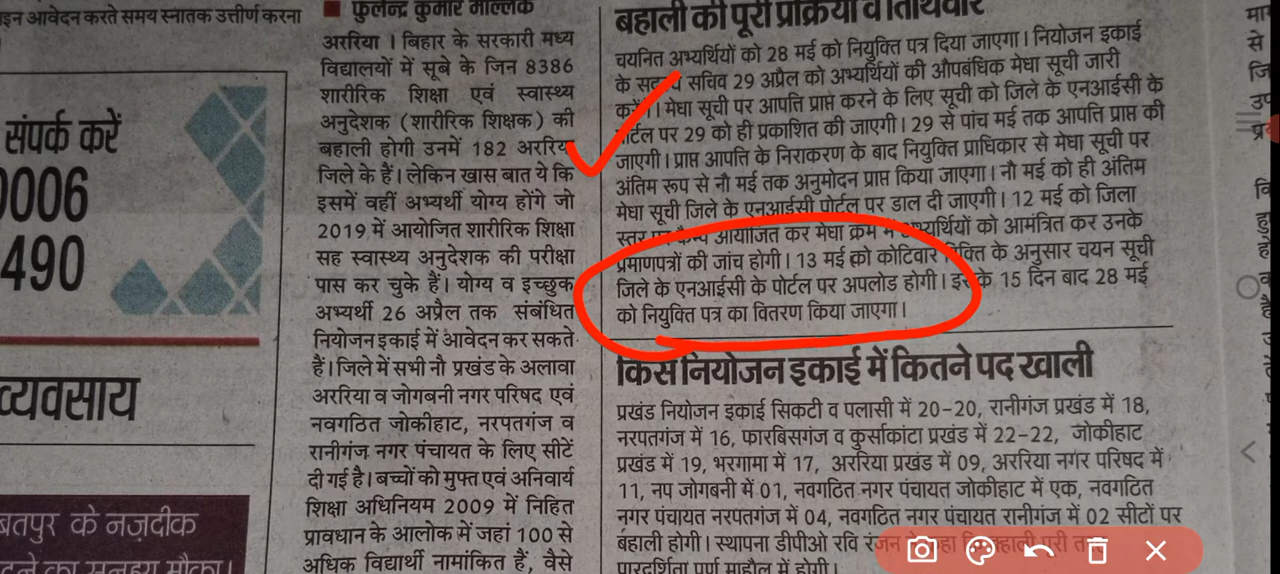 इन आवेदन करते समय स्नातक उत्तीर्ण करना
संपर्क करें
0006
490
व्यवसाय
बतपुर के नज़दीक
फुलेन्द्र कुमार मल्लिक
अररिया । बिहार के सरकारी मध्य
विद्यालयों में सूबे के जिन 8386
शारीरिक शिक्षा एवं स्वास्थ्य
अनुदेशक (शारीरिक शिक्षक) की
बहाली होगी उनमें 182 अररिया
जिले के हैं। लेकिन खास बात ये कि
इसमें वहीं अभ्यर्थी योग्य होंगे जो
2019 में आयोजित शारीरिक शिक्षा
सह स्वास्थ्य अनुदेशक की परीक्षा
पास कर चुके हैं। योग्य व इच्छुक
अभ्यर्थी 26 अप्रैल तक संबंधित
नियोजन इकाई में आवेदन कर सकते
हैं। जिले में सभी नौ प्रखंड के अलावा
अररिया व जोगबनी नगर परिषद एवं
नवगठित जोकीहाट, नरपतगंज व
रानीगंज नगर पंचायत के लिए सीटें
दी गई है। बच्चों को मुफ्त एवं अनिवार्य
शिक्षा अधिनियम 2009 में निहित
प्रावधान के आलोक में जहां 100 से
अधिक विद्यार्थी नामांकित हैं, वैसे
बहाली की पूरी प्रक्रिया व तिथिवार
चयनित अभ्यर्थियों को 28 मई को नियुक्ति पत्र दिया जाएगा। नियोजन इकाई
के सचिव 29 अप्रैल को अभ्यर्थियों की औपबंधिक मेधा सूची जारी
करेंगे। मेधा सूची पर आपत्ति प्राप्त करने के लिए सूची को जिले के एनआईसी के
पोर्टल पर 29 को ही प्रकाशित की जाएगी। 29 से पांच मई तक आपत्ति प्राप्त की
जाएगी। प्राप्त आपत्ति के निराकरण के बाद नियुक्ति प्राधिकार से मेधा सूची पर
अंतिम रूप से नौ मई तक अनुमोदन प्राप्त किया जाएगा। नौ मई को ही अंतिम
मेघा सूची जिले के एनआईसी पोर्टल पर डाल दी जाएगी। 12 मई को जिला
स्तर पर कैम्प आयोजित कर मेधा क्रम में अभ्यर्थियों को आमंत्रित कर उनके
प्रमाणपत्रों की जांच होगी। 13 मई को कोटिवार रिक्ति के अनुसार चयन सूची
जिले के एनआईसी के पोर्टल पर अपलोड होगी। इसके 15 दिन बाद 28 मई
को नियुक्ति पत्र का वितरण किया जाएगा।
किस नियोजन इकाई में कितने पद खाली
प्रखंड नियोजन इकाई सिकटी व पलासी में 20-20, रानीगंज प्रखंड में 18,
नरपतगंज में 16, फारबिसगंज व कुर्साकांटा प्रखंड में 22-22, जोकीहाट
प्रखंड में 19, भरगामा में 17, अररिया प्रखंड में 09, अररिया नगर परिषद में
11, नप जोगबनी में 01, नवगठित नगर पंचायत जोकीहाट में एक, नवगठित
नगर पंचायत नरपतगंज में 04, नवगठित नगर पंचायत रानीगंज में 02 सीटों पर
बहाली होगी। स्थापना डीपीओ रवि रंजन
पारदर्शिता पूर्ण माहौल में होगी।